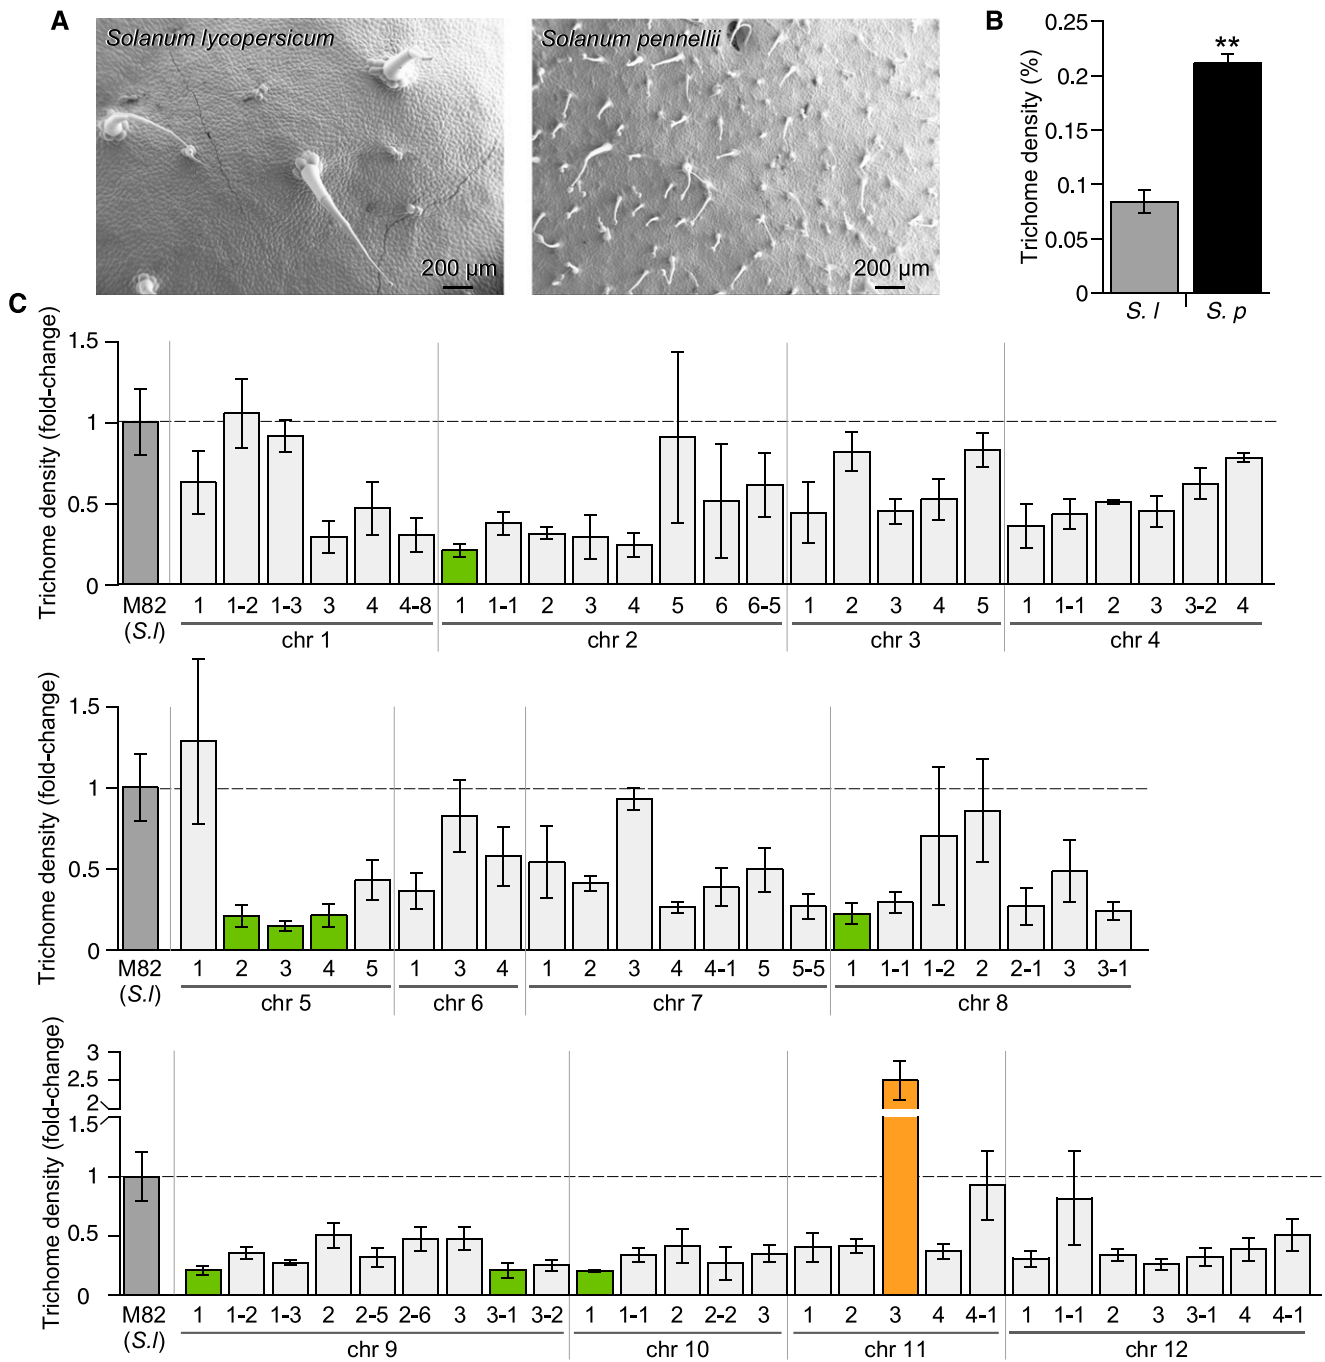 A
Solanum lycopersicum
200 µm
Solanum pennellii
200 µm
B
Trichome density (%)
0.25
0.2
0.15
0.1
0.05
0
S. l
S. p
**
C
Trichome density (fold-change)
1.5
1
0.5
0
M82 1 1-2 1-3 3 4 4-8 1 1-1 2 3 4 5 6 6-5 1 2 3 4 5 1 1-1 2 3 3-2 4
(S.l) chr 1 chr 2 chr 3 chr 4
Trichome density (fold-change)
1.5
1
0.5
0
M82 1 2 3 4 5 1 3 4 1 2 3 4 4-1 5 5-5 1 1-1 1-2 2 2-1 3 3-1
(S.l) chr 5 chr 6 chr 7 chr 8
Trichome density (fold-change)
3
2.5
2
1.5
1
0.5
0
M82 1 1-2 1-3 2 2-5 2-6 3 3-1 3-2 1 1-1 2 2-2 3 1 2 3 4 4-1 1 1-1 2 3 3-1 4 4-1
(S.l) chr 9 chr 10 chr 11 chr 12